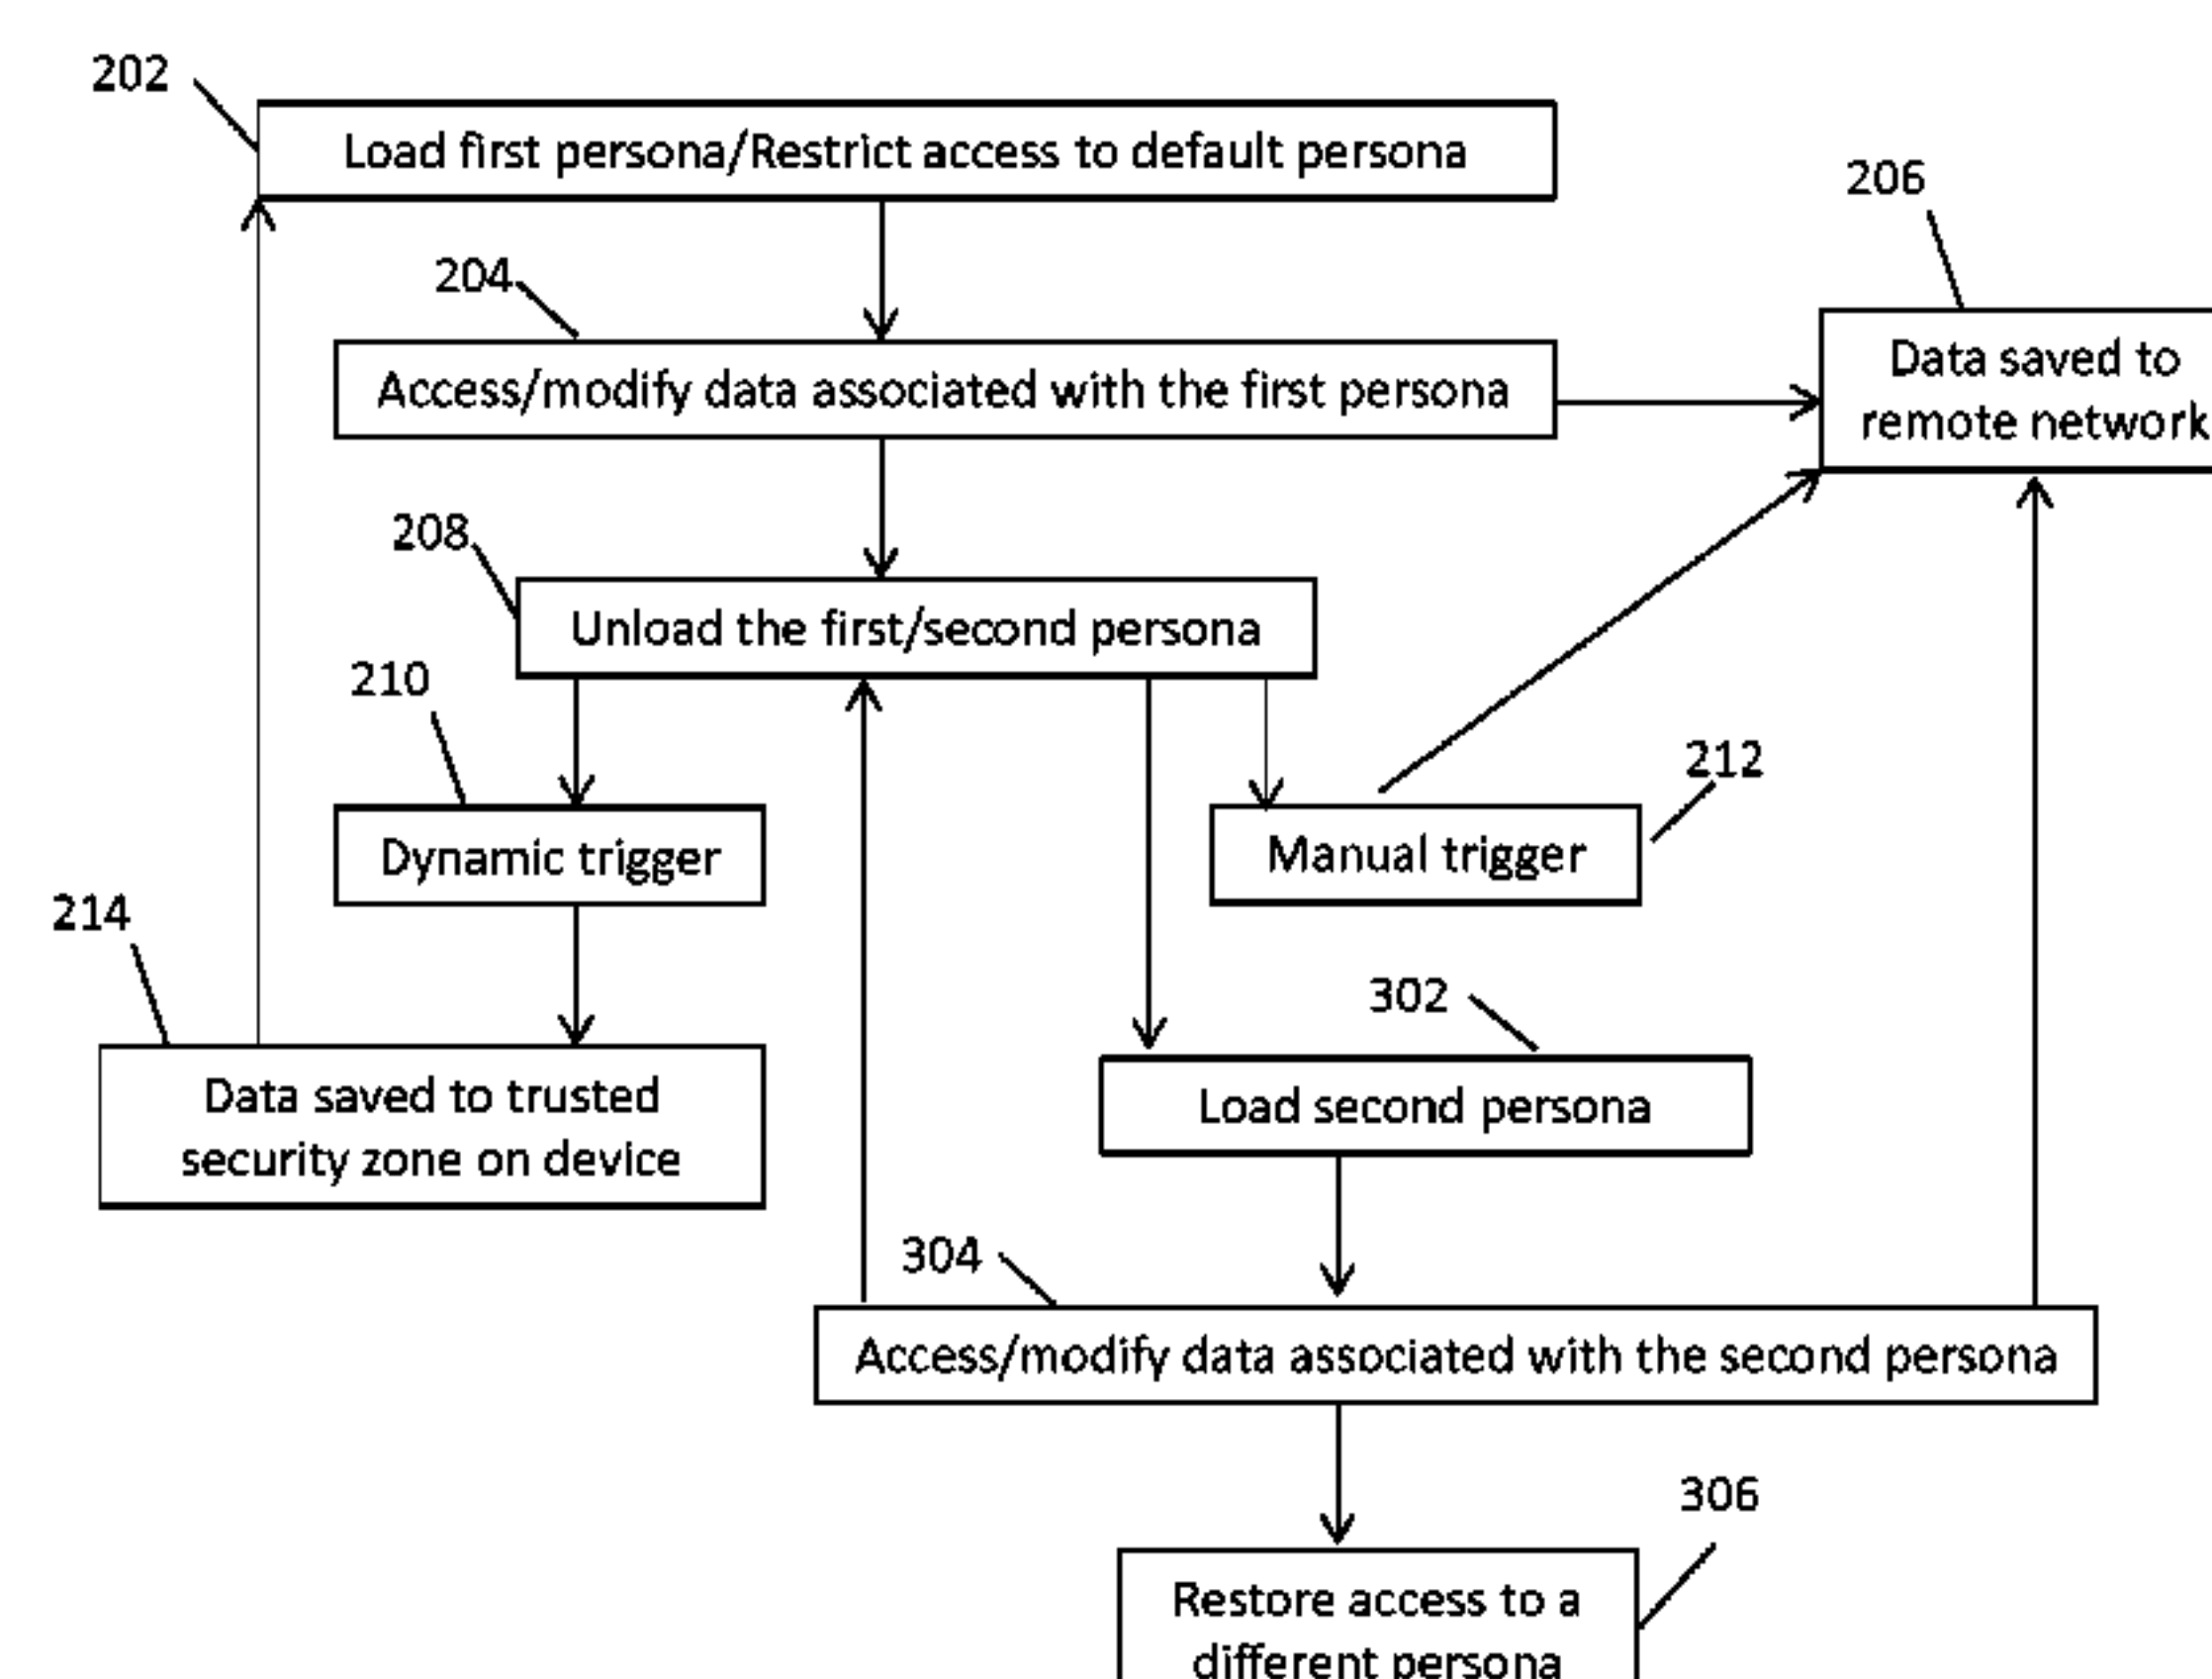 202
Load first persona/Restrict access to default persona
206
204
Access/modify data associated with the first persona
Data saved to
remote network
208
Unload the first/second persona
210
212
Dynamic trigger
Manual trigger
214
302
Data saved to trusted
security zone on device
Load second persona
304
Access/modify data associated with the second persona
306
Restore access to a
different persona